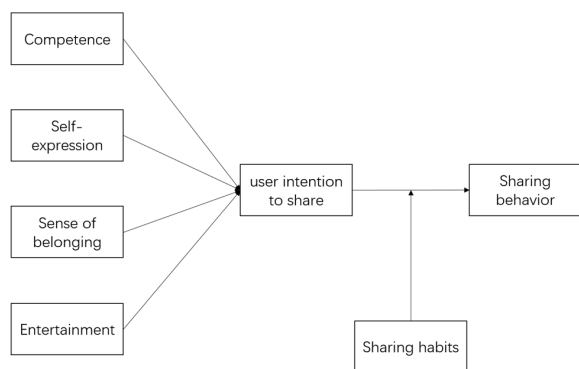 Competence
Self-
expression
Sense of
belonging
Entertainment
user intention
to share
Sharing
behavior
Sharing habits